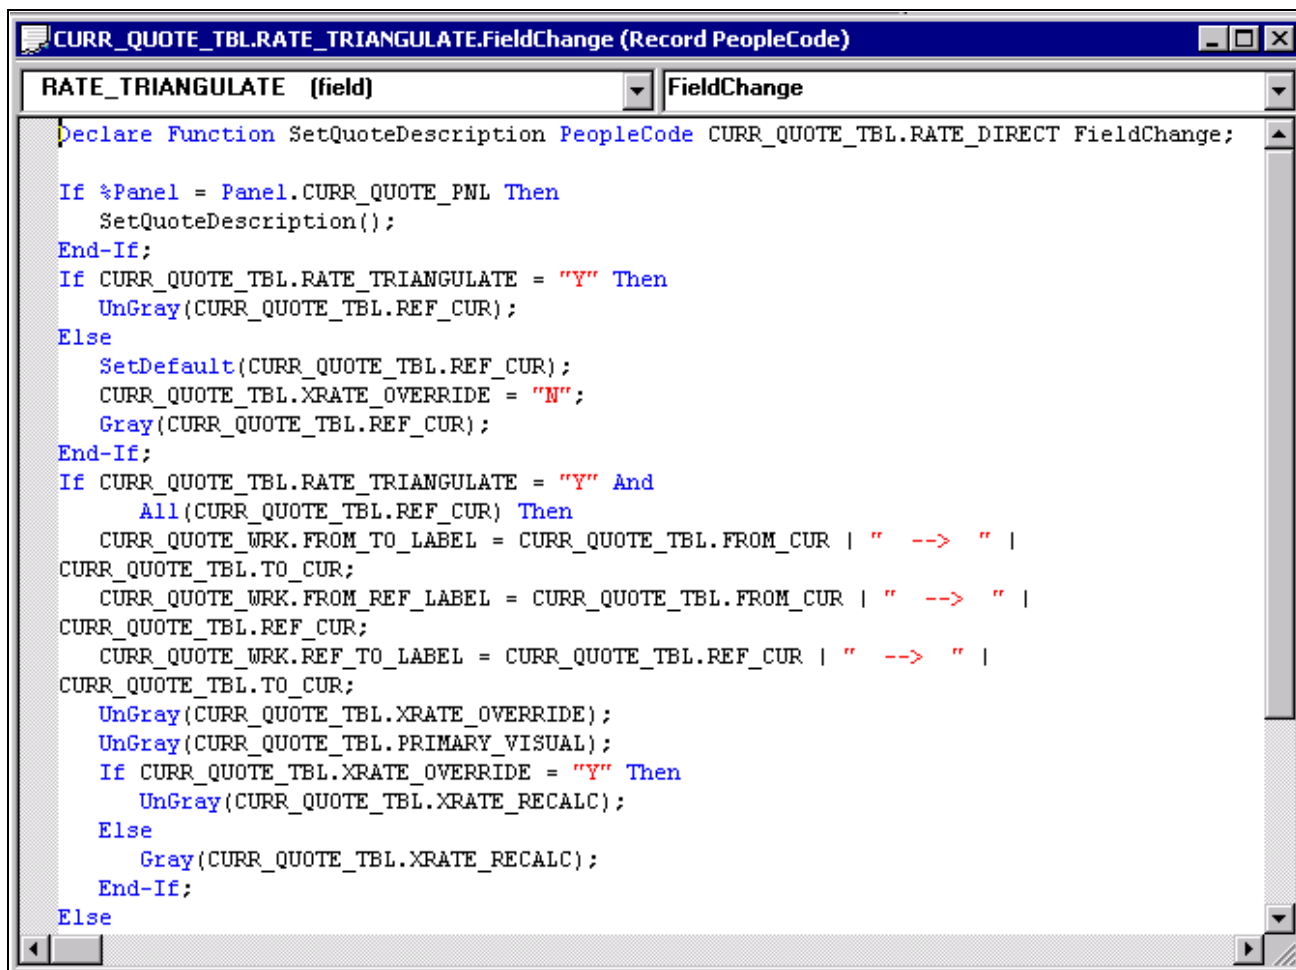 CURR_QUOTE_TBL.RATE_TRIANGULATE.FieldChange (Record PeopleCode)
RATE_TRIANGULATE (field) FieldChange
Declare Function SetQuoteDescription PeopleCode CURR_QUOTE_TBL.RATE_DIRECT FieldChange;
If %Panel = Panel.CURR_QUOTE_PNL Then
   SetQuoteDescription();
End-If;
If CURR_QUOTE_TBL.RATE_TRIANGULATE = "Y" Then
   UnGray(CURR_QUOTE_TBL.REF_CUR);
Else
   SetDefault(CURR_QUOTE_TBL.REF_CUR);
   CURR_QUOTE_TBL.XRATE_OVERRIDE = "N";
   Gray(CURR_QUOTE_TBL.REF_CUR);
End-If;
If CURR_QUOTE_TBL.RATE_TRIANGULATE = "Y" And
      All(CURR_QUOTE_TBL.REF_CUR) Then
   CURR_QUOTE_WRK.FROM_TO_LABEL = CURR_QUOTE_TBL.FROM_CUR | "  -->  " |
CURR_QUOTE_TBL.TO_CUR;
   CURR_QUOTE_WRK.FROM_REF_LABEL = CURR_QUOTE_TBL.FROM_CUR | "  -->  " |
CURR_QUOTE_TBL.REF_CUR;
   CURR_QUOTE_WRK.REF_TO_LABEL = CURR_QUOTE_TBL.REF_CUR | "  -->  " |
CURR_QUOTE_TBL.TO_CUR;
   UnGray(CURR_QUOTE_TBL.XRATE_OVERRIDE);
   UnGray(CURR_QUOTE_TBL.PRIMARY_VISUAL);
   If CURR_QUOTE_TBL.XRATE_OVERRIDE = "Y" Then
      UnGray(CURR_QUOTE_TBL.XRATE_RECALC);
   Else
      Gray(CURR_QUOTE_TBL.XRATE_RECALC);
   End-If;
Else